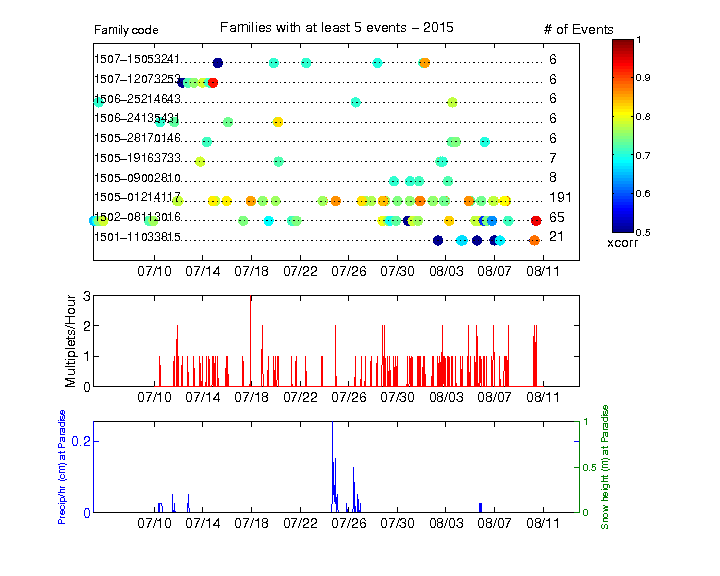 Family code
Families with at least 5 events – 2015
# of Events
1507–15053241 6
1507–12073253 6
1506–25214643 6
1506–24135431 6
1505–28170146 6
1505–19163733 7
1505–09002810 8
1505–01214117 191
1502–08113016 65
1501–11033815 21
07/10 07/14 07/18 07/22 07/26 07/30 08/03 08/07 08/11
1
0.9
0.8
0.7
0.6
0.5
xcorr
Multiplets/Hour
3
2
1
0
07/10 07/14 07/18 07/22 07/26 07/30 08/03 08/07 08/11
Precip/hr (cm) at Paradise
0.2
0
1
0.5
0
Snow height (m) at Paradise
07/10 07/14 07/18 07/22 07/26 07/30 08/03 08/07 08/11